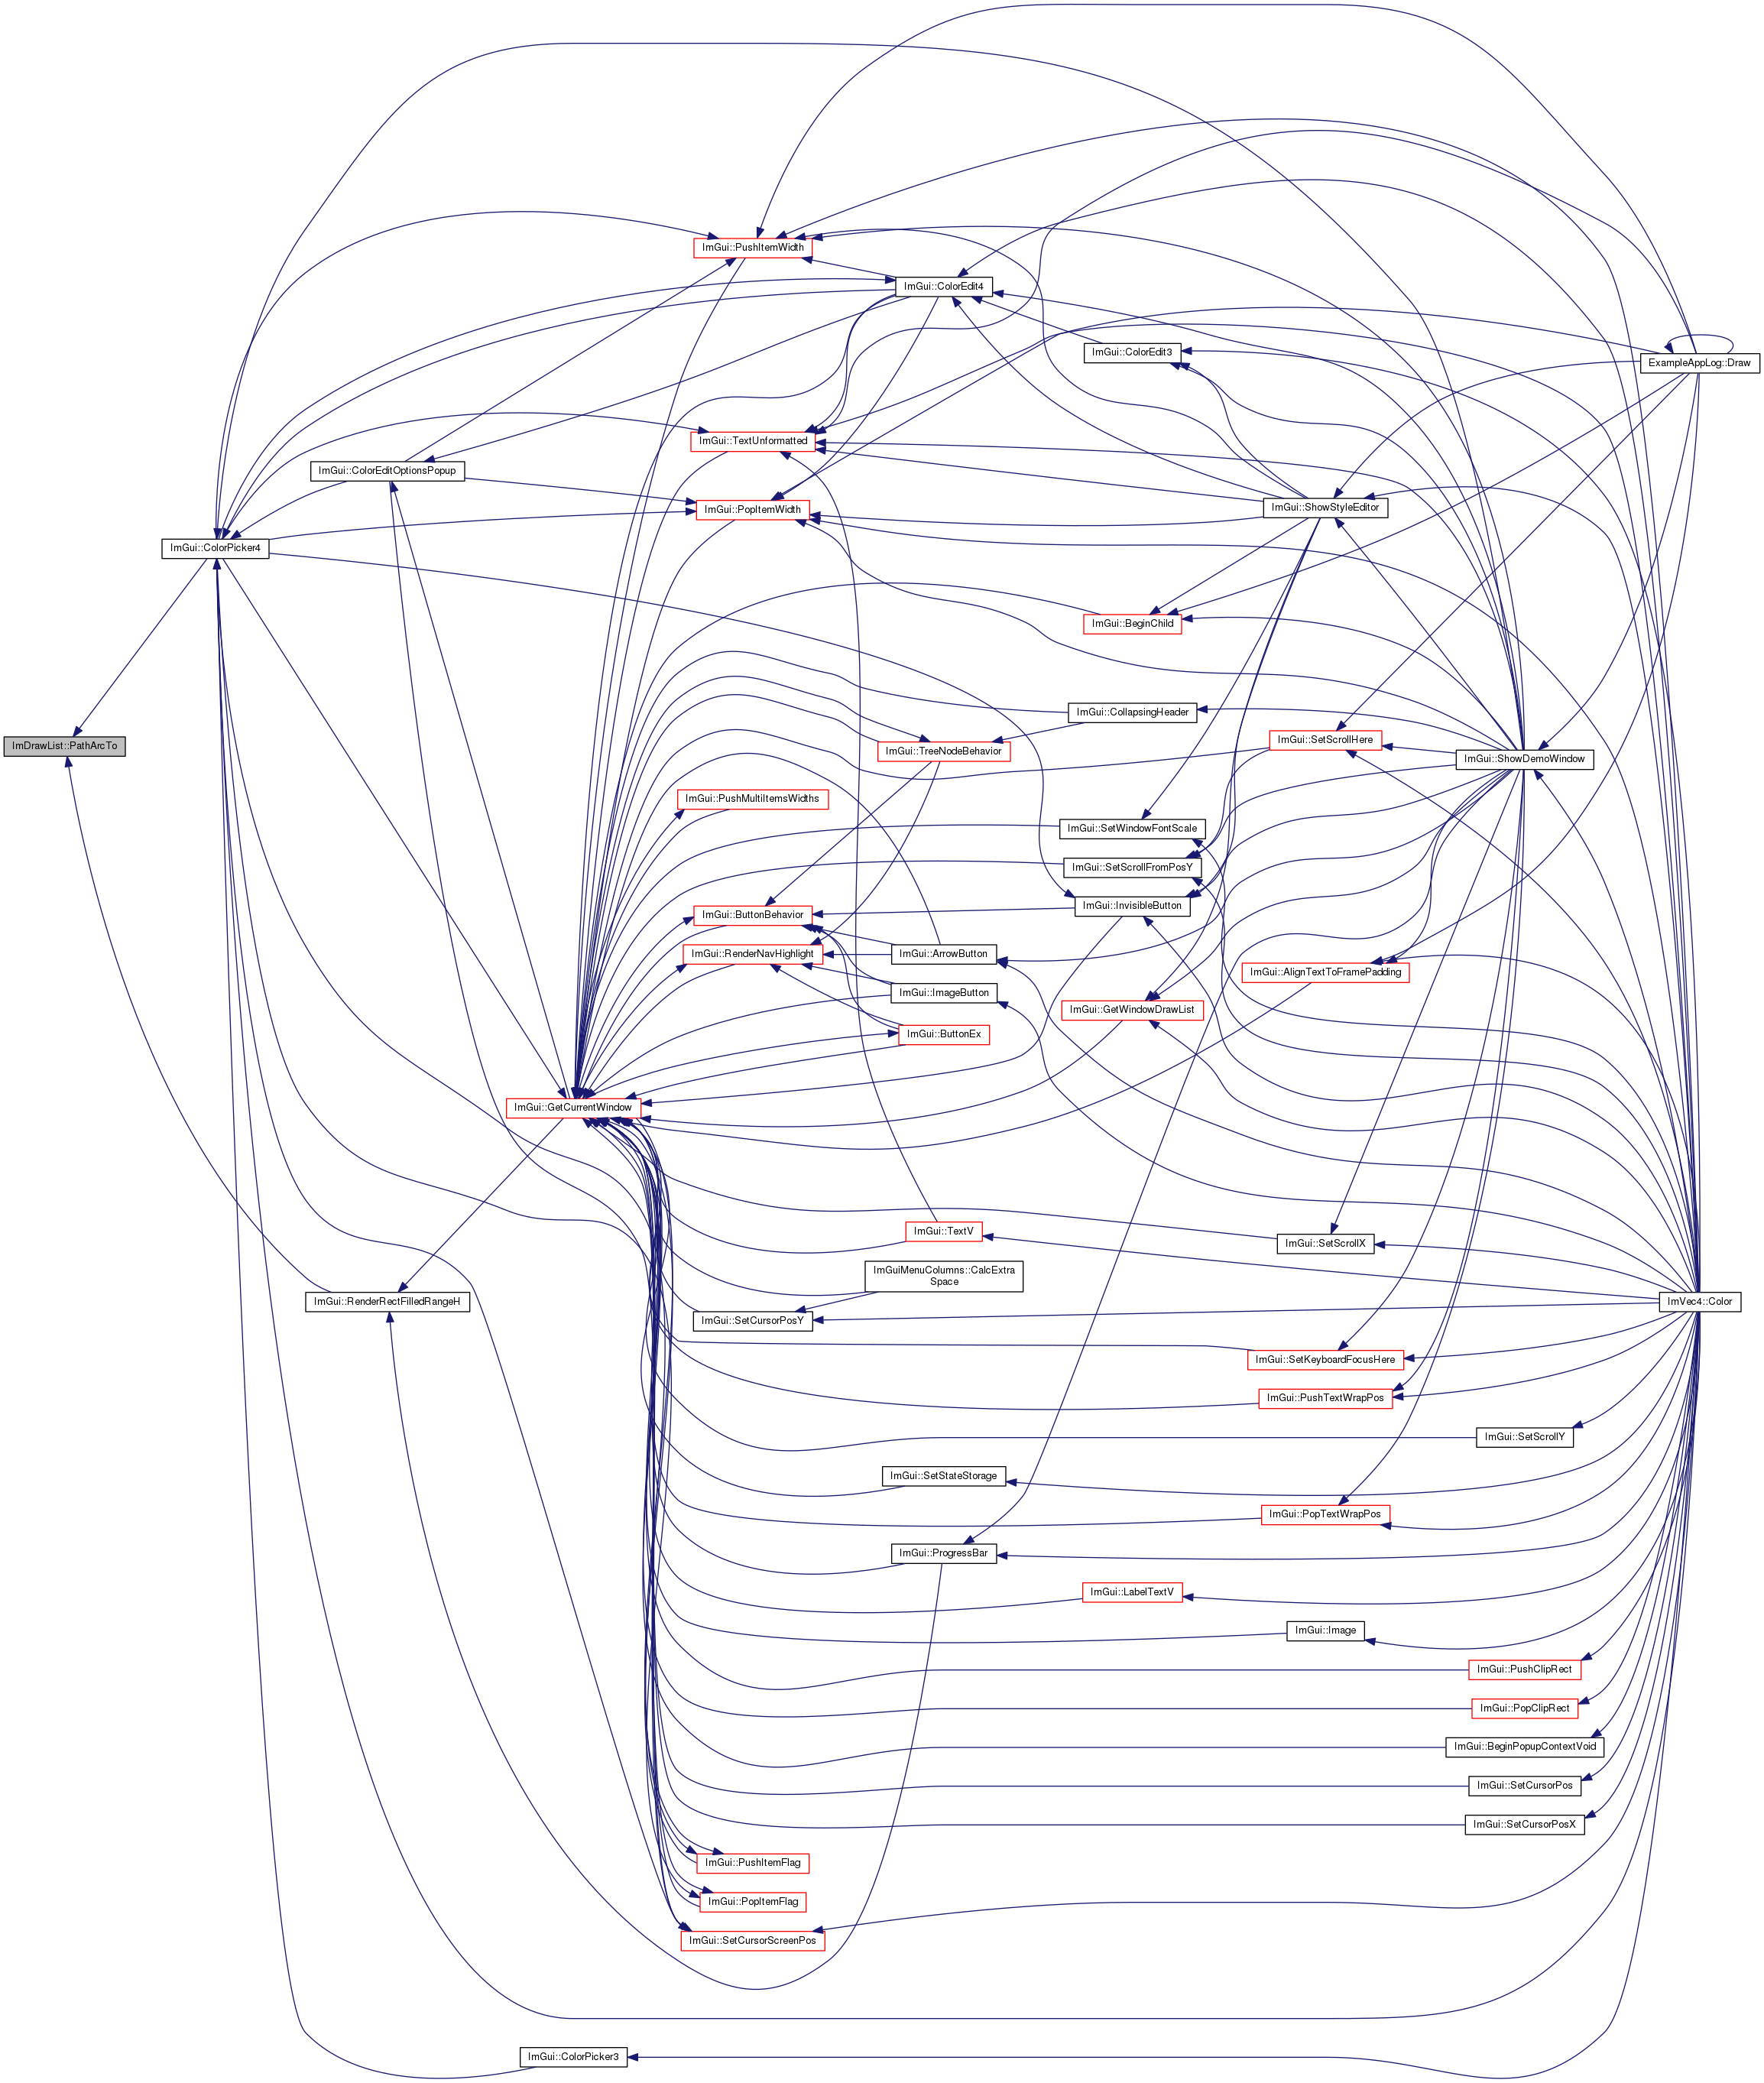 ImGui::PushItemWidth
ImGui::ColorEdit4
ImGui::ColorEdit3
ExampleAppLog::Draw
ImGui::TextUnformatted
ImGui::ColorEditOptionsPopup
ImGui::PopItemWidth
ImGui::ShowStyleEditor
ImGui::ColorPicker4
ImGui::BeginChild
ImGui::CollapsingHeader
ImGui::SetScrollHere
ImDrawList::PathArcTo
ImGui::TreeNodeBehavior
ImGui::ShowDemoWindow
ImGui::PushMultiItemsWidths
ImGui::SetWindowFontScale
ImGui::SetScrollFromPosY
ImGui::InvisibleButton
ImGui::ButtonBehavior
ImGui::RenderNavHighlight
ImGui::ArrowButton
ImGui::AlignTextToFramePadding
ImGui::ImageButton
ImGui::GetWindowDrawList
ImGui::ButtonEx
ImGui::GetCurrentWindow
ImGui::TextV
ImGui::SetScrollX
ImGuiMenuColumns::CalcExtra
Space
ImGui::RenderRectFilledRangeH
ImVec4::Color
ImGui::SetCursorPosY
ImGui::SetKeyboardFocusHere
ImGui::PushTextWrapPos
ImGui::SetScrollY
ImGui::SetStateStorage
ImGui::PopTextWrapPos
ImGui::ProgressBar
ImGui::LabelTextV
ImGui::Image
ImGui::PushClipRect
ImGui::PopClipRect
ImGui::BeginPopupContextVoid
ImGui::SetCursorPos
ImGui::SetCursorPosX
ImGui::PushItemFlag
ImGui::PopItemFlag
ImGui::SetCursorScreenPos
ImGui::ColorPicker3